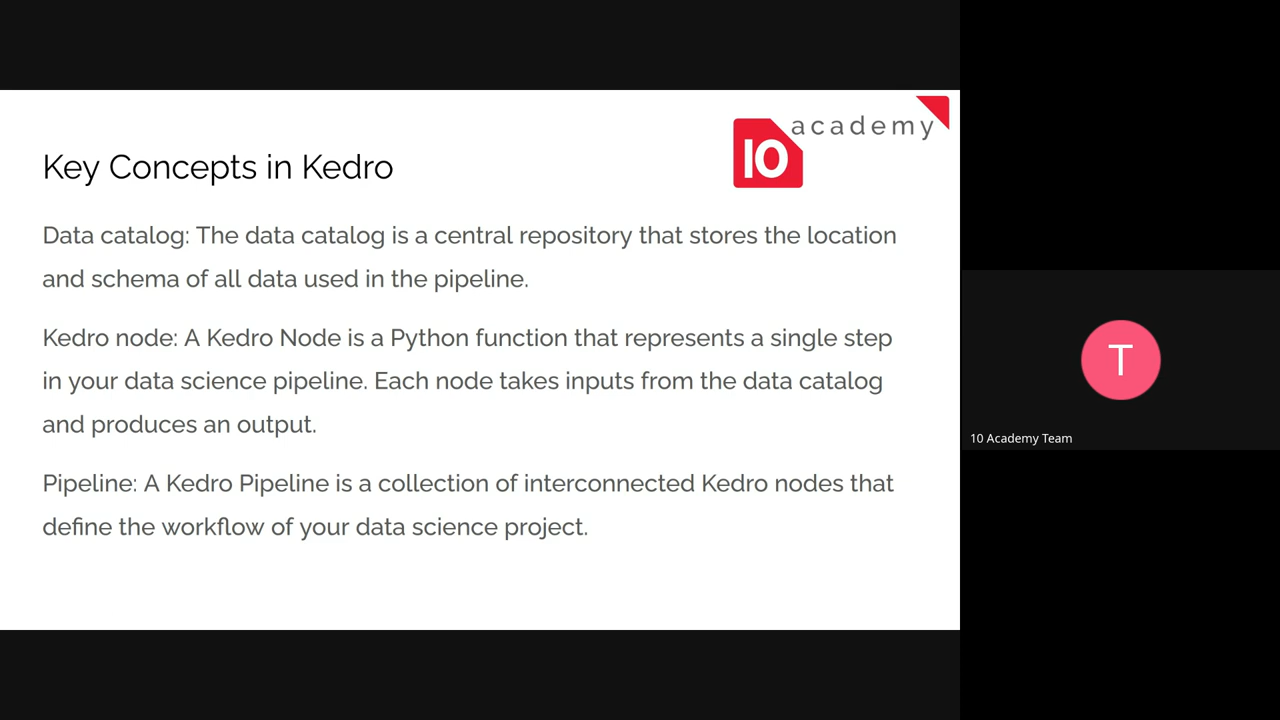 10 academy
Key Concepts in Kedro
Data catalog: The data catalog is a central repository that stores the location
and schema of all data used in the pipeline.
Kedro node: A Kedro Node is a Python function that represents a single step
in your data science pipeline. Each node takes inputs from the data catalog
and produces an output.
Pipeline: A Kedro Pipeline is a collection of interconnected Kedro nodes that
define the workflow of your data science project.
T
10 Academy Team